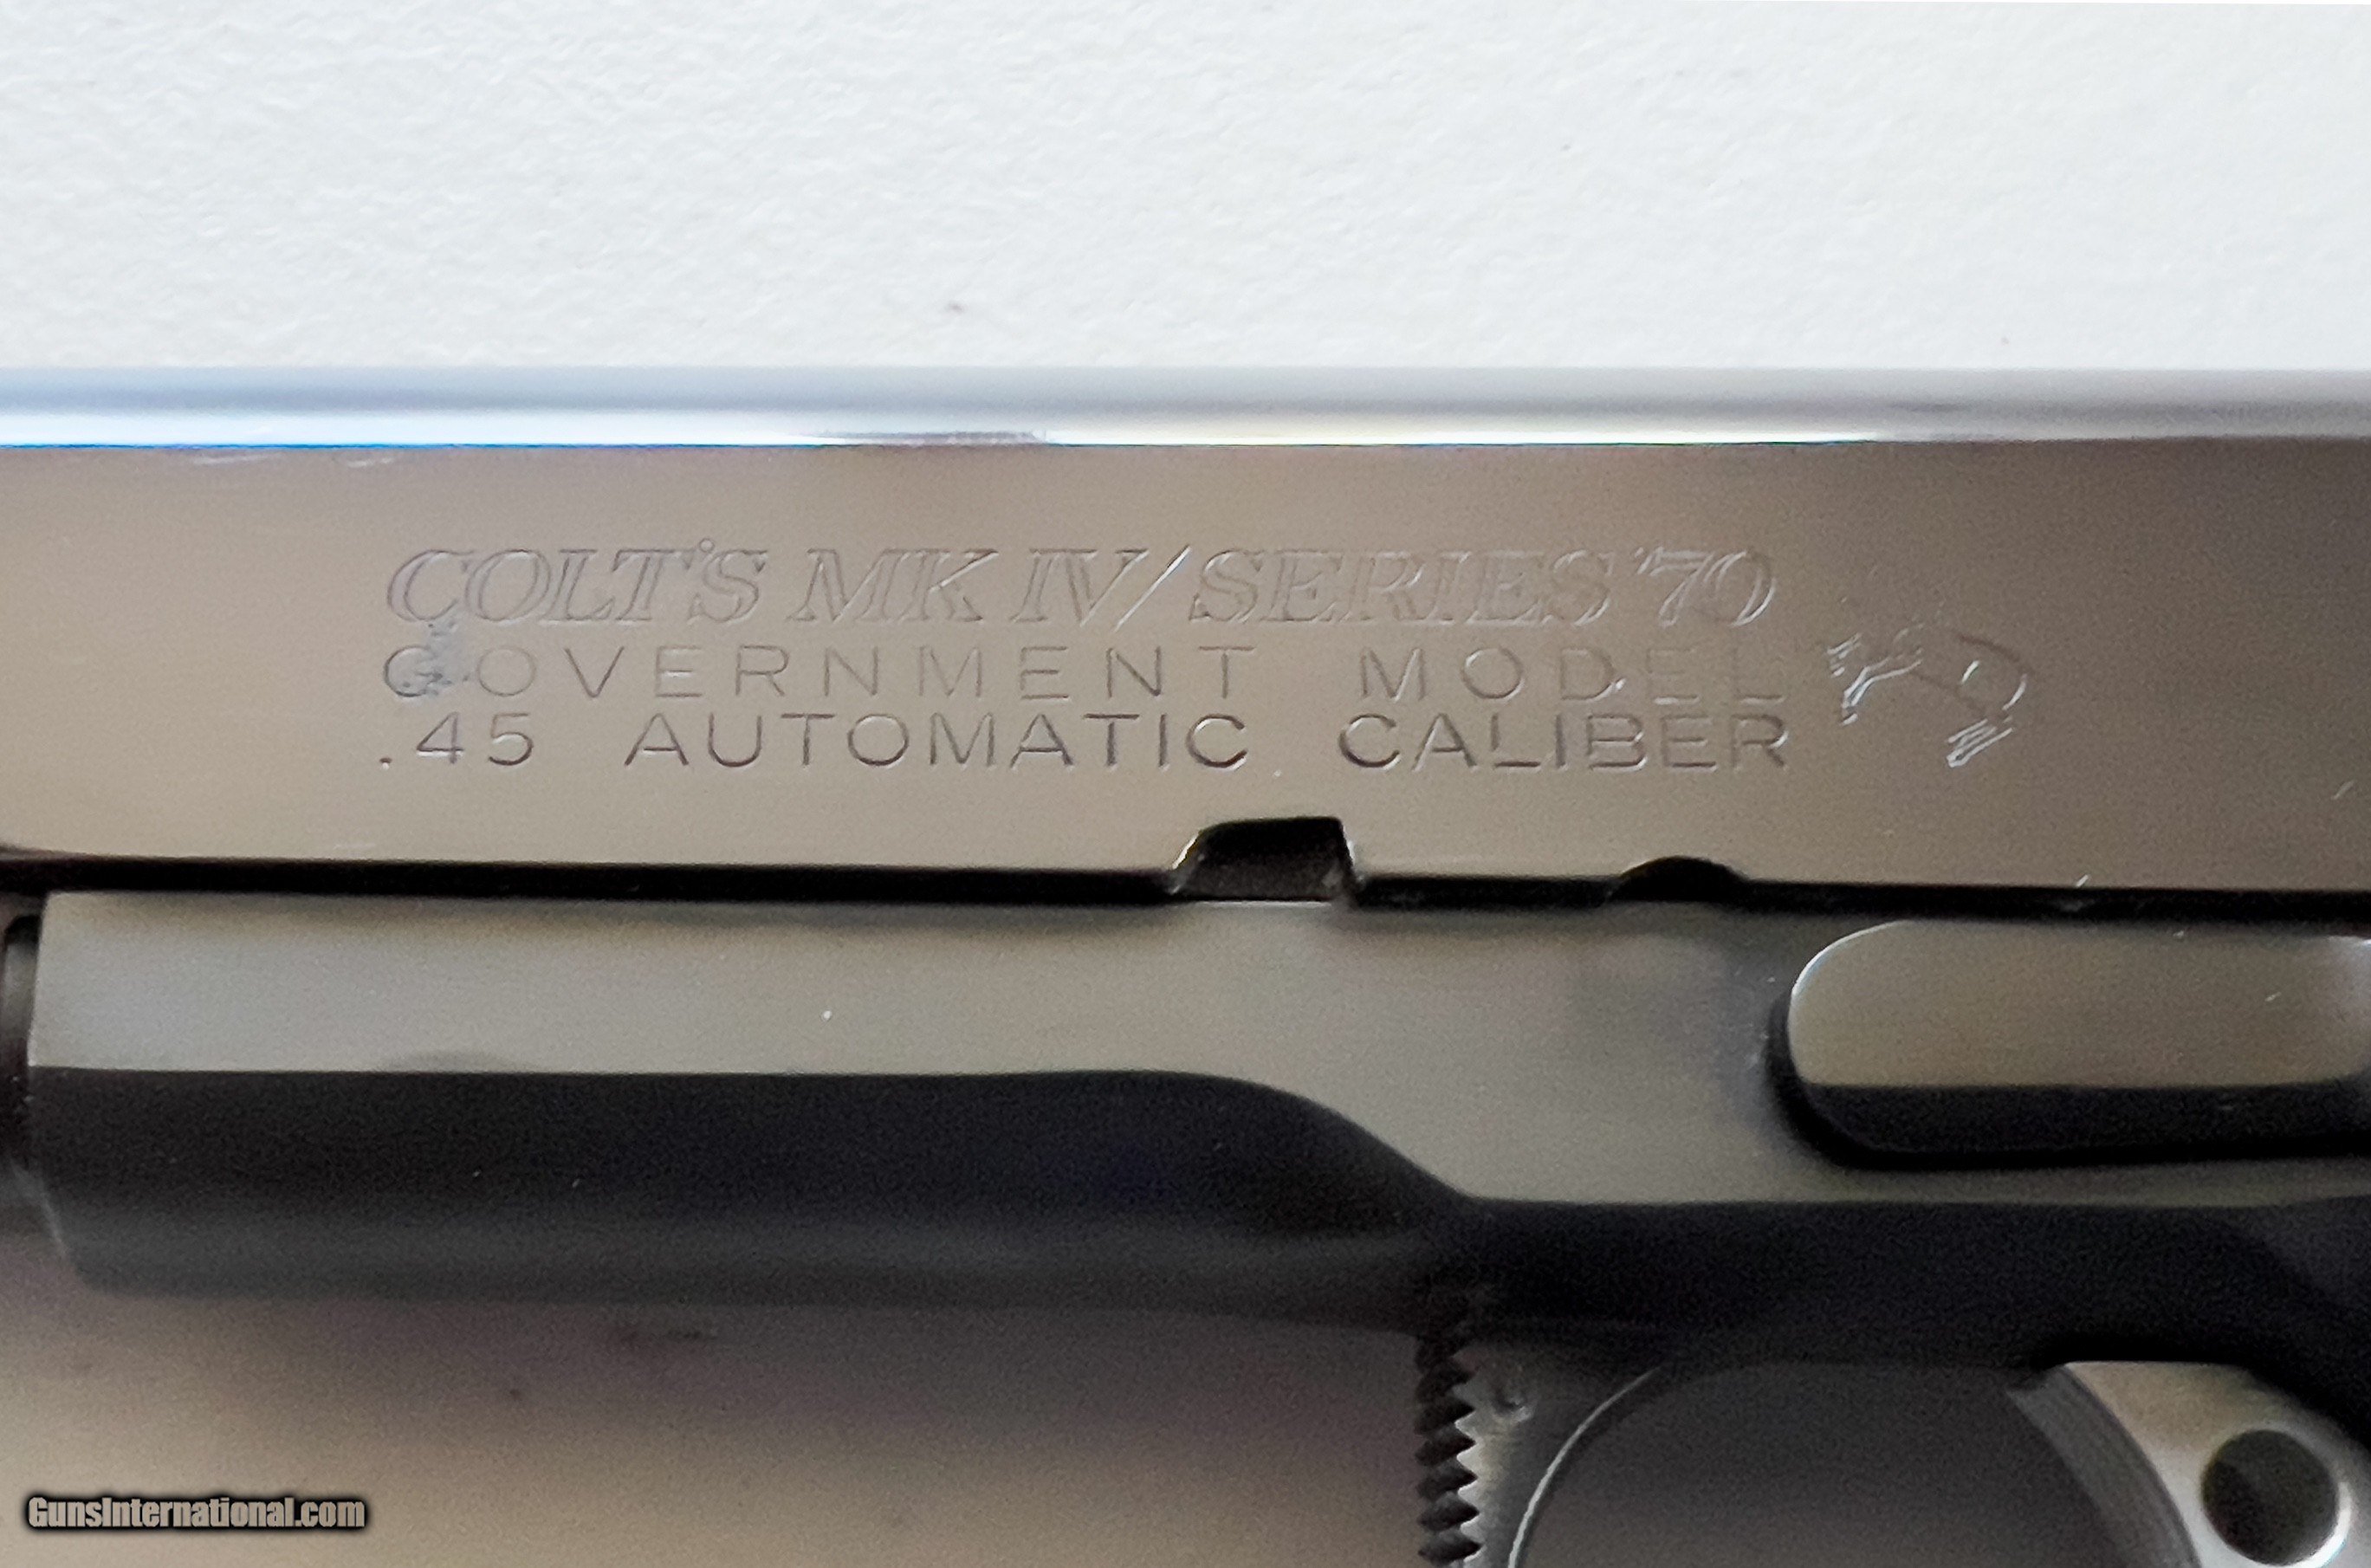 COLT'S MK IV/SERIES '70
GOVERNMENT MODEL
.45 AUTOMATIC CALIBER
GunsInternational.com